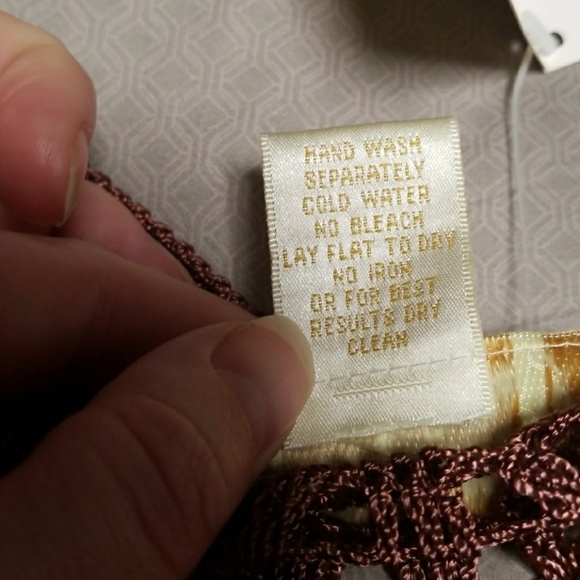 HAND WASH
SEPARATELY
COLD WATER
NO BLEACH
LAY FLAT TO DRY
NO IRON
OR FOR BEST
RESULTS DRY
CLEAN